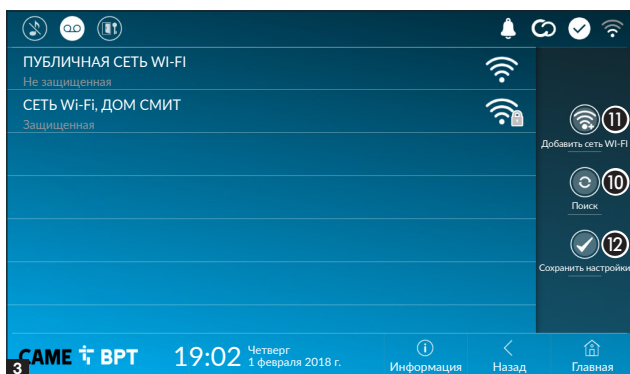 ПУБЛИЧНАЯ СЕТЬ WI-FI
Не защищенная
СЕТЬ Wi-Fi, ДОМ СМИТ
Защищенная
11
Добавить сеть WI-FI
10
Поиск
12
Сохранить настройки
3
CAME BPT
19:02
Четверг
1 февраля 2018 г.
Информация
Назад
Главная